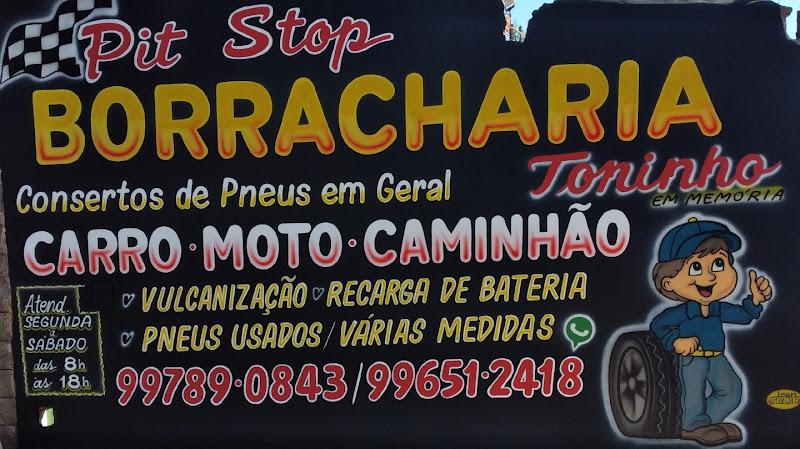 Pit Stop
BORRACHARIA
Toninho
EM MEMÓRIA
Consertos de Pneus em Geral
CARRO · MOTO · CAMINHÃO
VULCANIZAÇÃO RECARGA DE BATERIA
PNEUS USADOS / VÁRIAS MEDIDAS
99789·0843 / 99651·2418
Atend.
SEGUNDA
a
SÁBADO
das 8h
as 18h